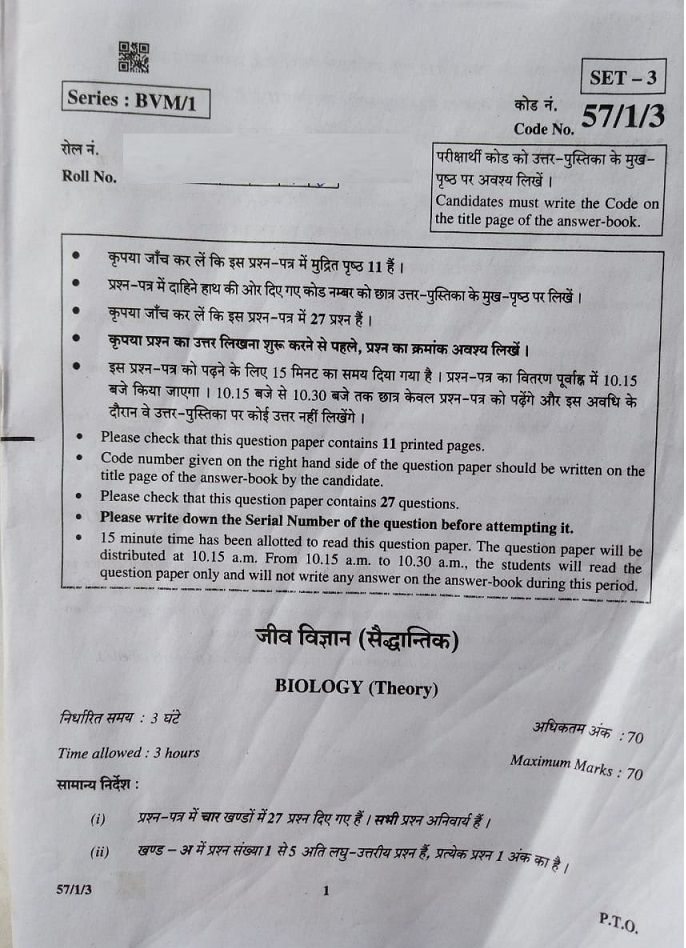 SET – 3
Series : BVM/1
कोड नं.
Code No. 57/1/3
रोल नं.
Roll No.
परीक्षार्थी कोड को उत्तर-पुस्तिका के मुख-
पृष्ठ पर अवश्य लिखें ।
Candidates must write the Code on
the title page of the answer-book.
• कृपया जाँच कर लें कि इस प्रश्न-पत्र में मुद्रित पृष्ठ 11 हैं ।
• प्रश्न-पत्र में दाहिने हाथ की ओर दिए गए कोड नम्बर को छात्र उत्तर-पुस्तिका के मुख-पृष्ठ पर लिखें ।
• कृपया जाँच कर लें कि इस प्रश्न-पत्र में 27 प्रश्न हैं ।
• कृपया प्रश्न का उत्तर लिखना शुरू करने से पहले, प्रश्न का क्रमांक अवश्य लिखें ।
• इस प्रश्न-पत्र को पढ़ने के लिए 15 मिनट का समय दिया गया है । प्रश्न-पत्र का वितरण पूर्वाह्न में 10.15
बजे किया जाएगा । 10.15 बजे से 10.30 बजे तक छात्र केवल प्रश्न-पत्र को पढ़ेंगे और इस अवधि के
दौरान वे उत्तर-पुस्तिका पर कोई उत्तर नहीं लिखेंगे ।
• Please check that this question paper contains 11 printed pages.
• Code number given on the right hand side of the question paper should be written on the
title page of the answer-book by the candidate.
• Please check that this question paper contains 27 questions.
• Please write down the Serial Number of the question before attempting it.
• 15 minute time has been allotted to read this question paper. The question paper will be
distributed at 10.15 a.m. From 10.15 a.m. to 10.30 a.m., the students will read the
question paper only and will not write any answer on the answer-book during this period.
जीव विज्ञान (सैद्धान्तिक)
BIOLOGY (Theory)
निर्धारित समय : 3 घंटे
अधिकतम अंक : 70
Time allowed : 3 hours
Maximum Marks : 70
सामान्य निर्देश :
(i) प्रश्न-पत्र में चार खण्डों में 27 प्रश्न दिए गए हैं । सभी प्रश्न अनिवार्य हैं ।
(ii) खण्ड – अ में प्रश्न संख्या 1 से 5 अति लघु-उत्तरीय प्रश्न हैं, प्रत्येक प्रश्न 1 अंक का है ।
57/1/3
1
P.T.O.